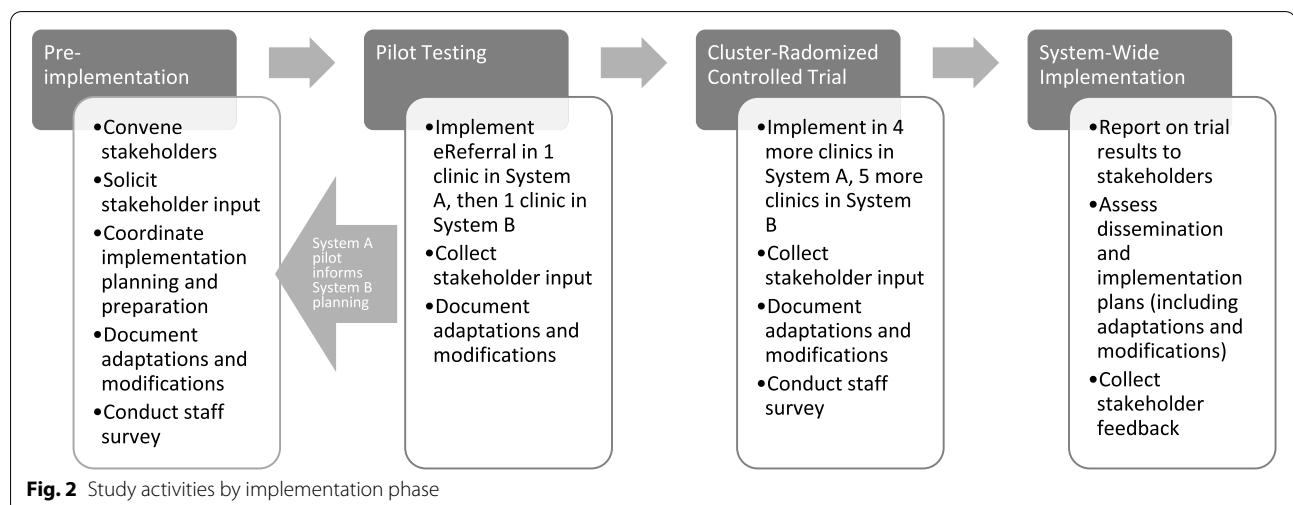 Pre-
implementation
•Convene
stakeholders
•Solicit
stakeholder input
•Coordinate
implementation
planning and
preparation
•Document
adaptations and
modifications
•Conduct staff
survey
System A
pilot
informs
System B
planning
Pilot Testing
•Implement
eReferral in 1
clinic in System
A, then 1 clinic in
System B
•Collect
stakeholder input
•Document
adaptations and
modifications
Cluster-Radomized
Controlled Trial
•Implement in 4
more clinics in
System A, 5 more
clinics in System
B
•Collect
stakeholder input
•Document
adaptations and
modifications
•Conduct staff
survey
System-Wide
Implementation
•Report on trial
results to
stakeholders
•Assess
dissemination
and
implementation
plans (including
adaptations and
modifications)
•Collect
stakeholder
feedback
Fig. 2 Study activities by implementation phase